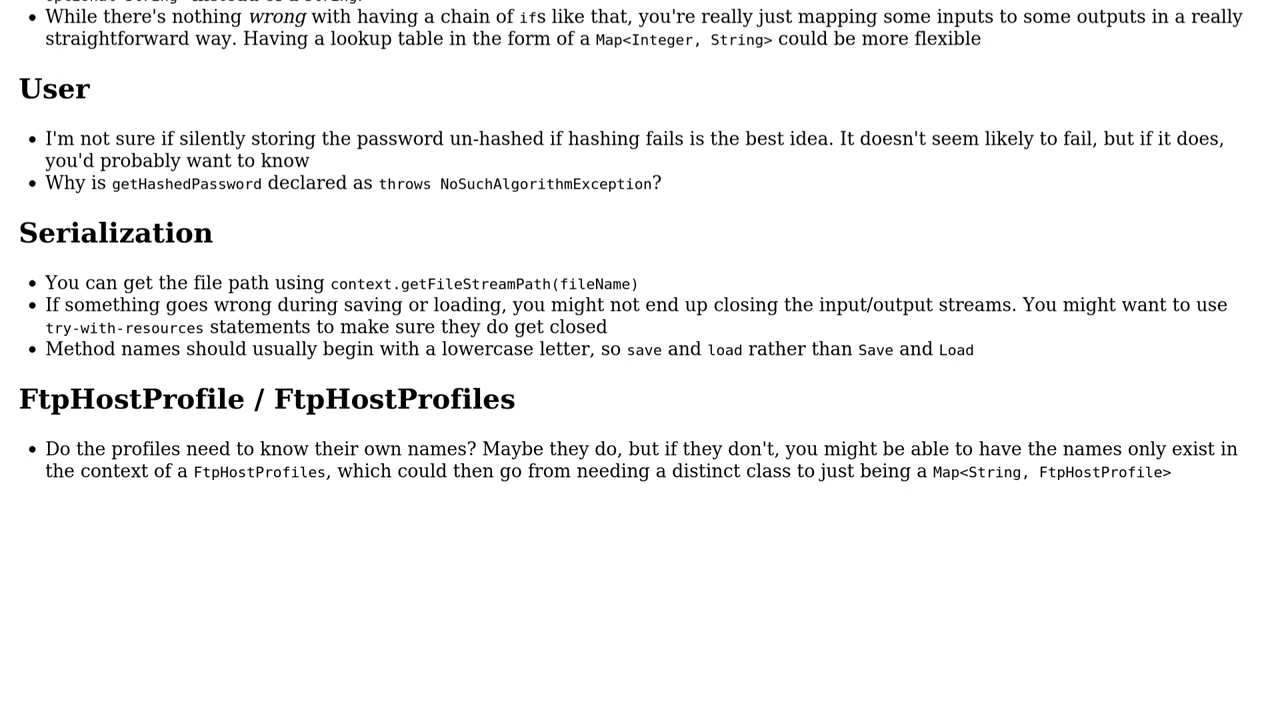 While there's nothing wrong with having a chain of ifs like that, you're really just mapping some inputs to some outputs in a really
straightforward way. Having a lookup table in the form of a Map<Integer, String> could be more flexible
User
I'm not sure if silently storing the password un-hashed if hashing fails is the best idea. It doesn't seem likely to fail, but if it does,
you'd probably want to know
Why is getHashedPassword declared as throws NoSuchAlgorithmException?
Serialization
You can get the file path using context.getFileStreamPath(fileName)
If something goes wrong during saving or loading, you might not end up closing the input/output streams. You might want to use
try-with-resources statements to make sure they do get closed
Method names should usually begin with a lowercase letter, so save and load rather than Save and Load
FtpHostProfile / FtpHostProfiles
Do the profiles need to know their own names? Maybe they do, but if they don't, you might be able to have the names only exist in
the context of a FtpHostProfiles, which could then go from needing a distinct class to just being a Map<String, FtpHostProfile>